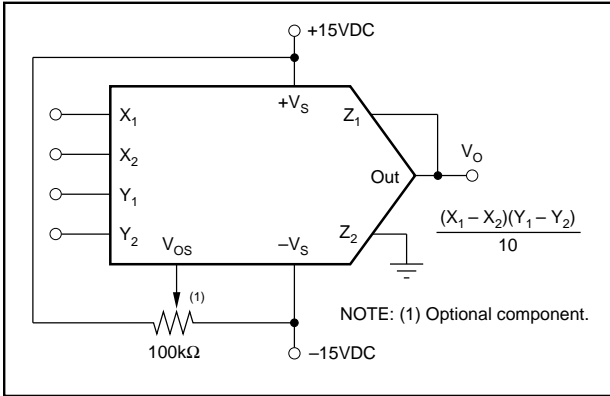 +15VDC
+VS
X1
Z1
X2
VO
Out
Y1
(X1 – X2)(Y1 – Y2)
10
Y2
VOS
–VS
Z2
(1)
NOTE: (1) Optional component.
100kΩ
–15VDC